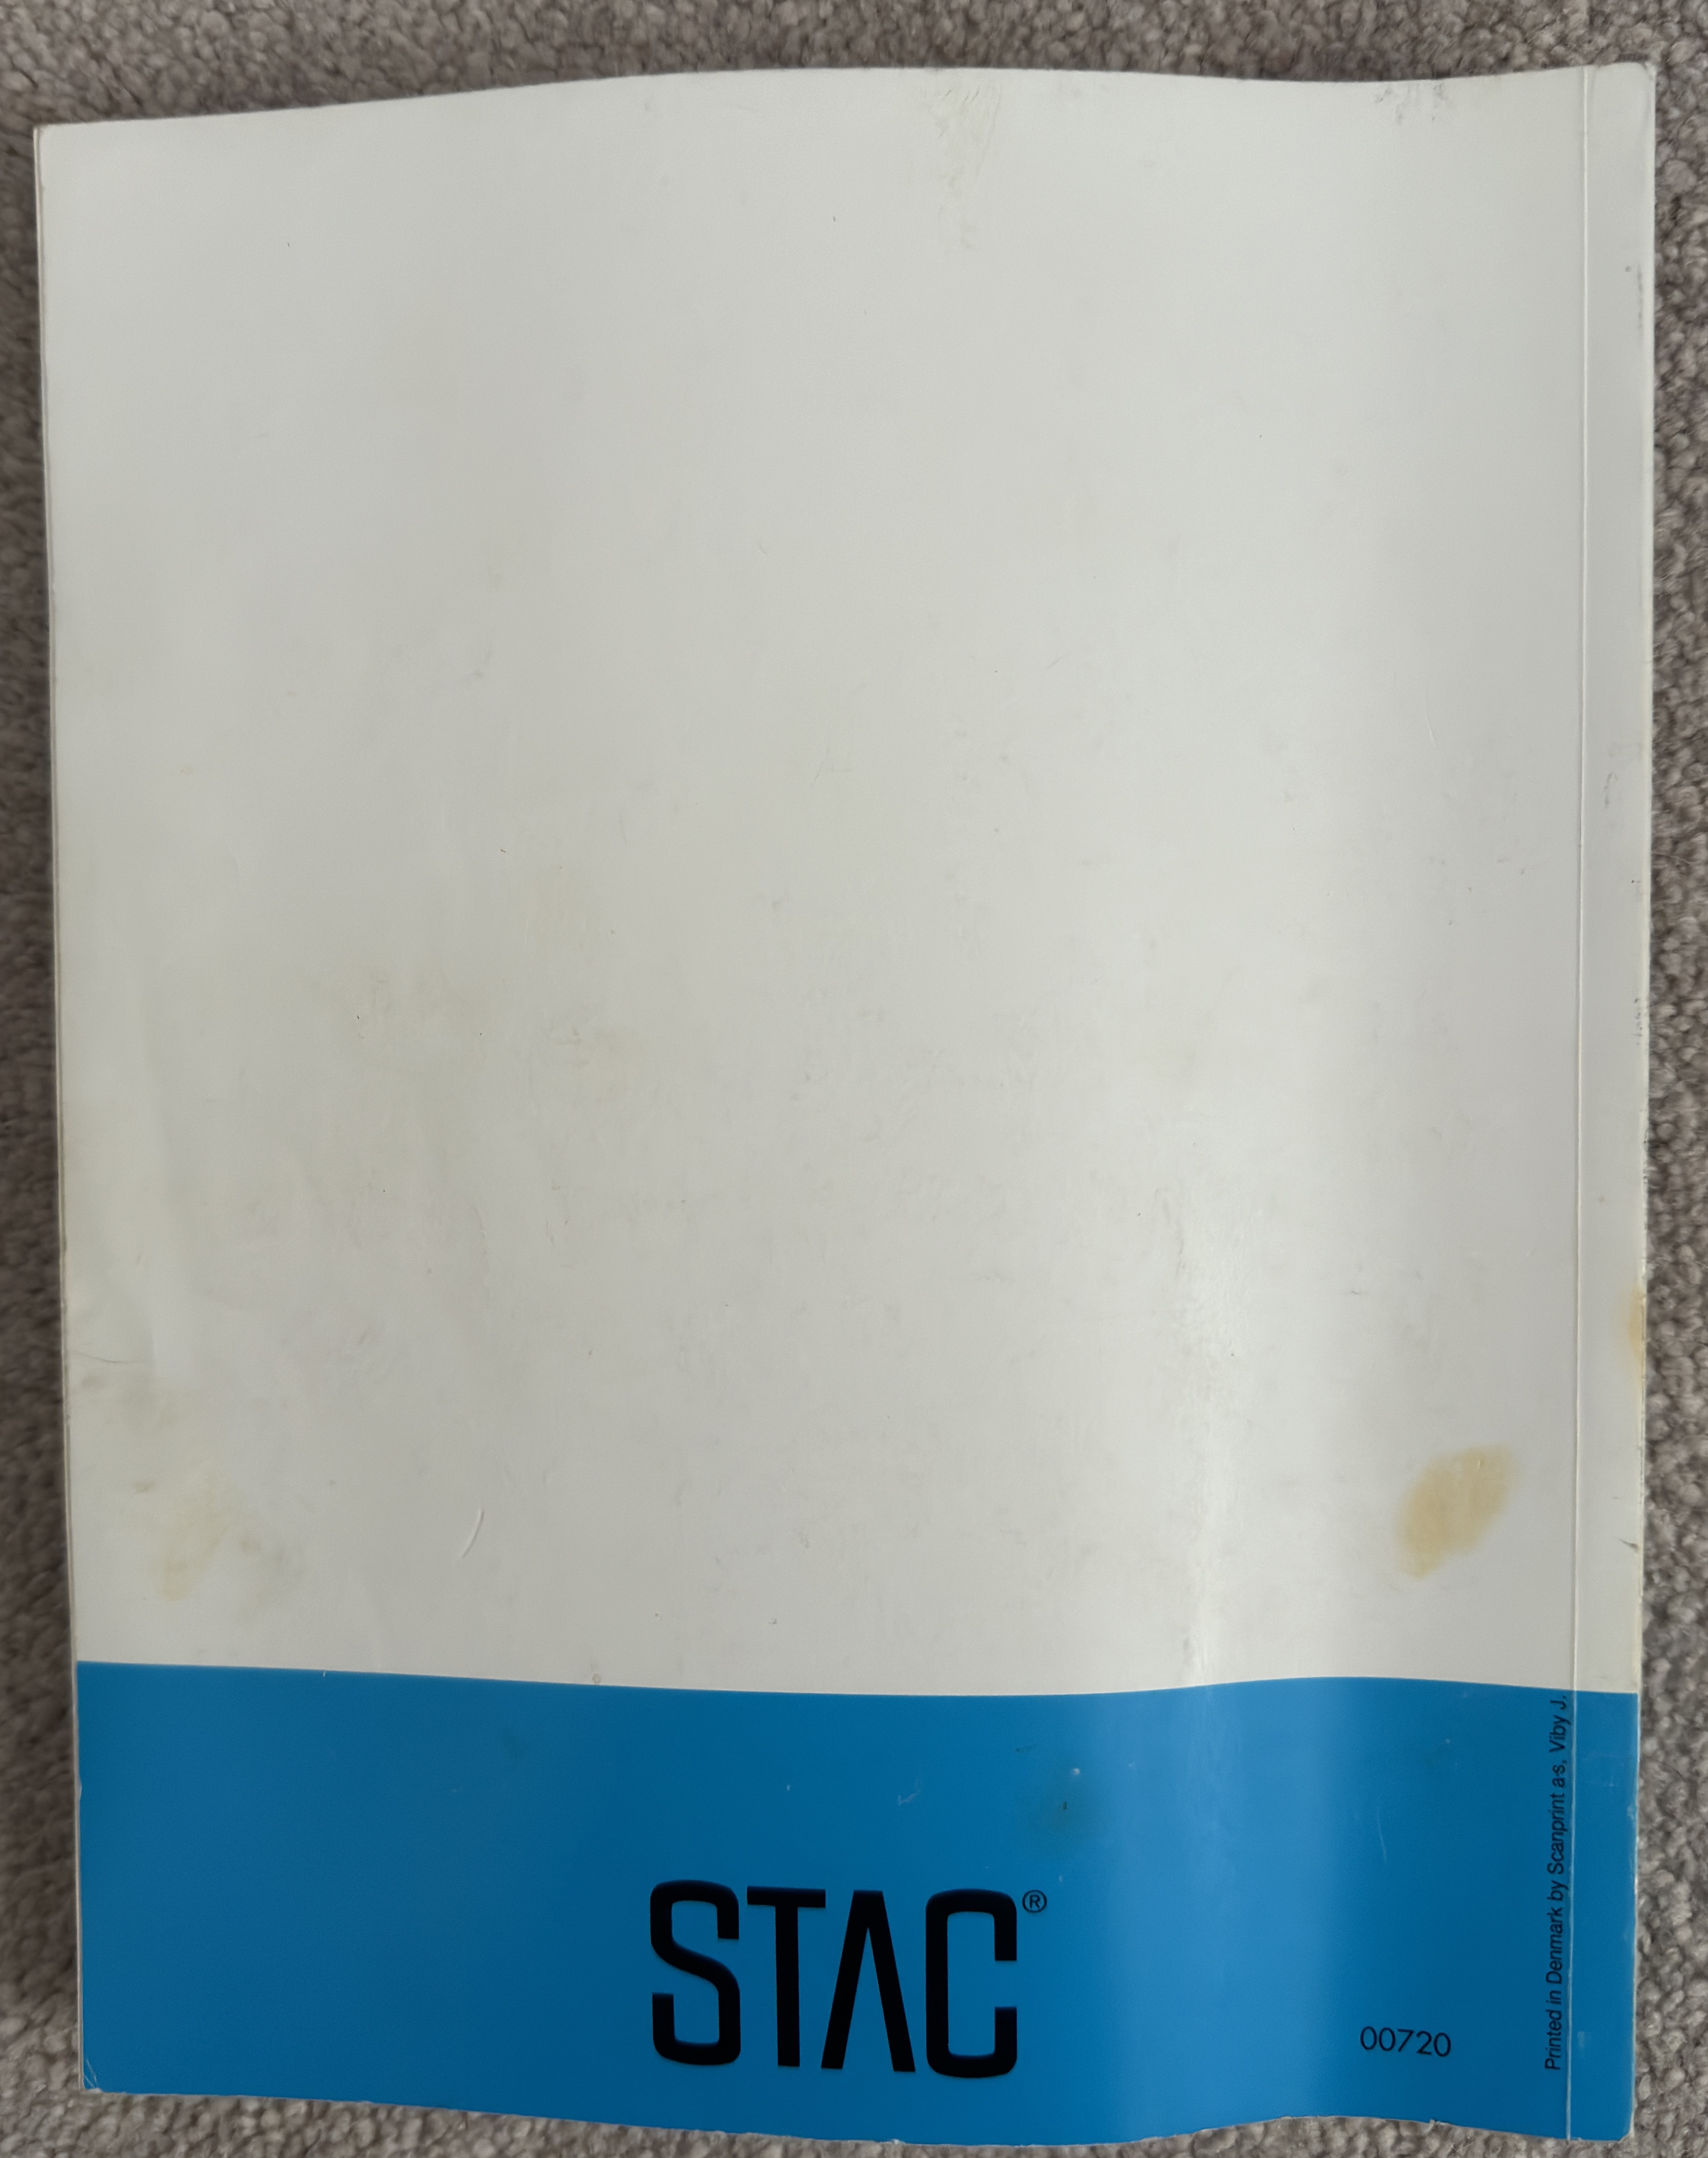 STAC®
00720
Printed in Denmark by Scanprint a·s, Viby J.